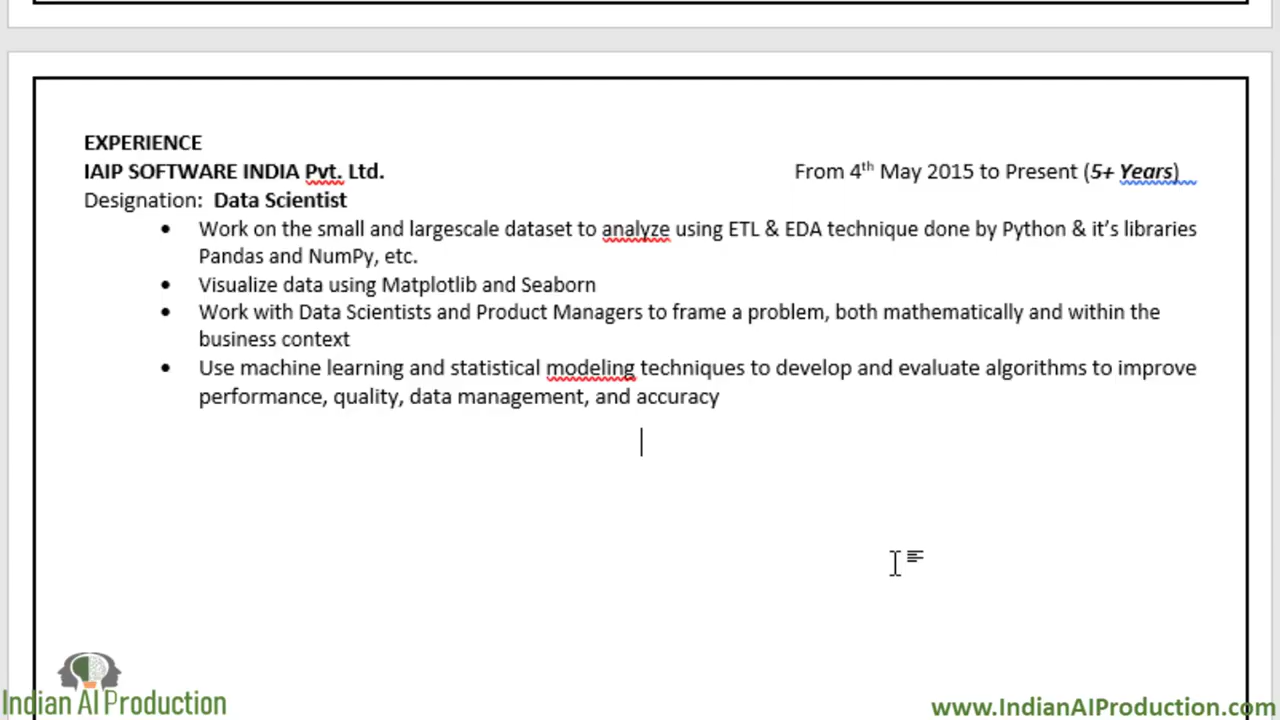 EXPERIENCE
IAIP SOFTWARE INDIA Pvt. Ltd. From 4th May 2015 to Present (5+ Years)
Designation: Data Scientist
• Work on the small and largescale dataset to analyze using ETL & EDA technique done by Python & it’s libraries
Pandas and NumPy, etc.
• Visualize data using Matplotlib and Seaborn
• Work with Data Scientists and Product Managers to frame a problem, both mathematically and within the
business context
• Use machine learning and statistical modeling techniques to develop and evaluate algorithms to improve
performance, quality, data management, and accuracy
Indian AI Production
www.IndianAIProduction.com